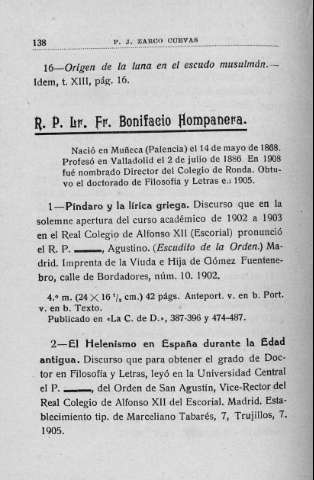 138 P. J. ZARCO CUEVAS
16—Origen de la luna en el escudo musulmán.—
Idem, t. XIII, pág. 16.
R. P. Lr. Fr. Bonifacio Hompanera.
Nació en Muñeca (Palencia) el 14 de mayo de 1868.
Profesó en Valladolid el 2 de julio de 1886. En 1908
fué nombrado Director del Colegio de Ronda. Obtu-
vo el doctorado de Filosofía y Letras e.: 1905.
1—Píndaro y la lírica griega. Discurso que en la
solemne apertura del curso académico de 1902 a 1903
en el Real Colegio de Alfonso XII (Escorial) pronunció
el R. P. ———, Agustino. (Escudito de la Orden.) Ma-
drid. Imprenta de la Viuda e Hija de Gómez Fuentene-
bro, calle de Bordadores, núm. 10. 1902.
4.º m. (24 × 16 ¹/₂ cm.) 42 págs. Anteport. v. en b. Port.
v. en b. Texto.
Publicado en «La C. de D.», 387-396 y 474-487.
2—El Helenismo en España durante la Edad
antigua. Discurso que para obtener el grado de Doc-
tor en Filosofía y Letras, leyó en la Universidad Central
el P. ———, del Orden de San Agustín, Vice-Rector del
Real Colegio de Alfonso XII del Escorial. Madrid. Esta-
blecimiento tip. de Marceliano Tabarés, 7, Trujillos, 7.
1905.